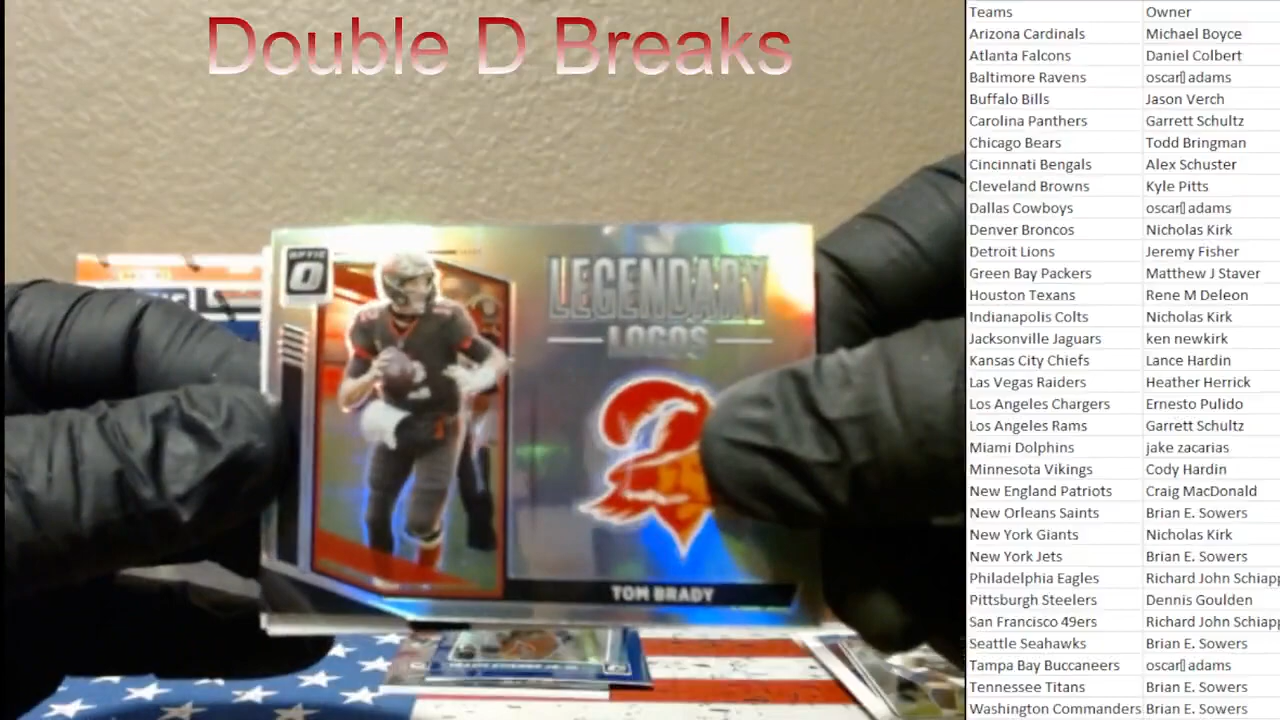 Double D Breaks
OPTIC
LEGENDARY
LOGOS
TOM BRADY
Teams Owner
Arizona Cardinals Michael Boyce
Atlanta Falcons Daniel Colbert
Baltimore Ravens oscar▯ adams
Buffalo Bills Jason Verch
Carolina Panthers Garrett Schultz
Chicago Bears Todd Bringman
Cincinnati Bengals Alex Schuster
Cleveland Browns Kyle Pitts
Dallas Cowboys oscar▯ adams
Denver Broncos Nicholas Kirk
Detroit Lions Jeremy Fisher
Green Bay Packers Matthew J Staver
Houston Texans Rene M Deleon
Indianapolis Colts Nicholas Kirk
Jacksonville Jaguars ken newkirk
Kansas City Chiefs Lance Hardin
Las Vegas Raiders Heather Herrick
Los Angeles Chargers Ernesto Pulido
Los Angeles Rams Garrett Schultz
Miami Dolphins jake zacarias
Minnesota Vikings Cody Hardin
New England Patriots Craig MacDonald
New Orleans Saints Brian E. Sowers
New York Giants Nicholas Kirk
New York Jets Brian E. Sowers
Philadelphia Eagles Richard John Schiapp
Pittsburgh Steelers Dennis Goulden
San Francisco 49ers Richard John Schiapp
Seattle Seahawks Brian E. Sowers
Tampa Bay Buccaneers oscar▯ adams
Tennessee Titans Brian E. Sowers
Washington Commanders Brian E. Sowers